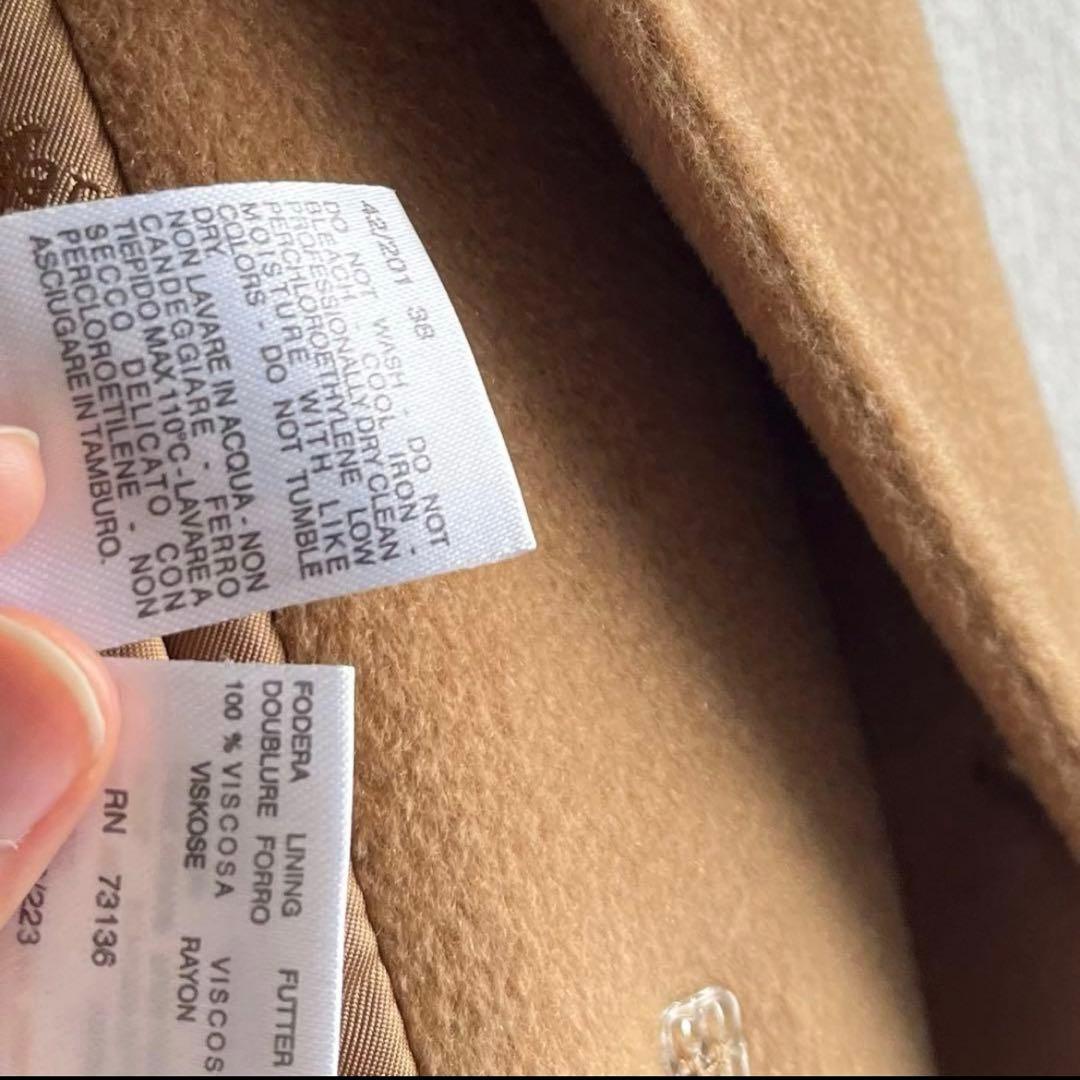 42/201 38
DO NOT WASH - DO NOT
BLEACH - COOL IRON -
PROFESSIONALLY DRY CLEAN
PERCHLOROETHYLENE LOW
MOISTURE WITH LIKE
COLORS - DO NOT TUMBLE
DRY.
NON LAVARE IN ACQUA - NON
CANDEGGIARE - FERRO
TIEPIDO MAX 110°C - LAVARE A
SECCO DELICATO CON
PERCLOROETILENE - NON
ASCIUGARE IN TAMBURO.
FODERA LINING FUTTER
DOUBLURE FORRO
100 % VISCOSA VISCOS
VISKOSE RAYON
RN 73136
/223